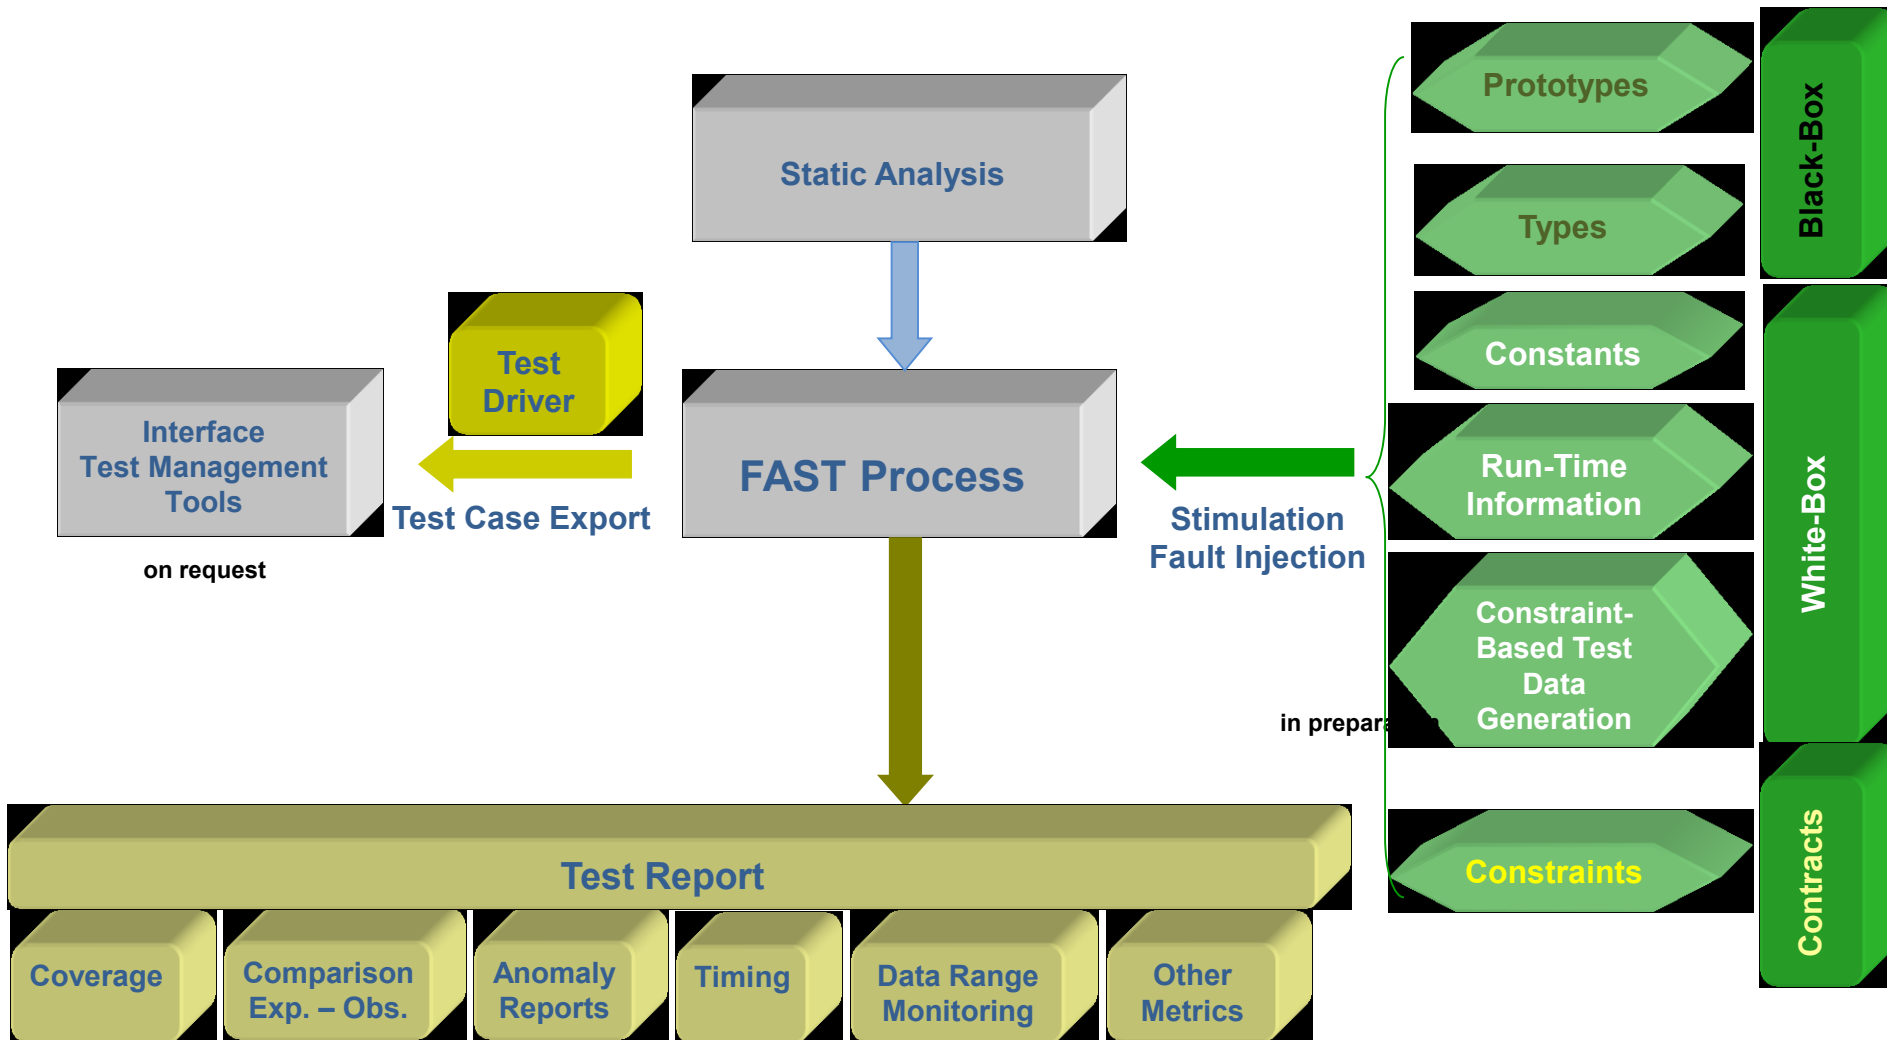 Static Analysis
Test
Driver
Interface
Test Management
Tools
on request
Test Case Export
FAST Process
Stimulation
Fault Injection
Prototypes
Types
Constants
Run-Time
Information
Constraint-
Based Test
Data
Generation
in
Constraints
Black-Box
White-Box
Contracts
Test Report
Coverage
Comparison
Exp. – Obs.
Anomaly
Reports
Timing
Data Range
Monitoring
Other
Metrics